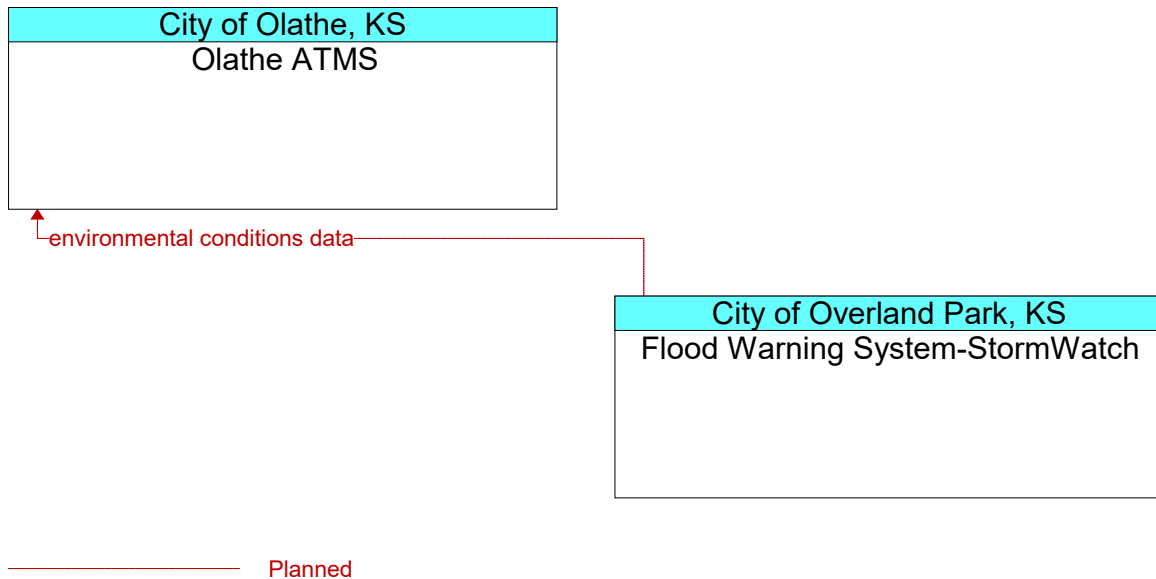 City of Olathe, KS
Olathe ATMS
environmental conditions data
City of Overland Park, KS
Flood Warning System-StormWatch
Planned